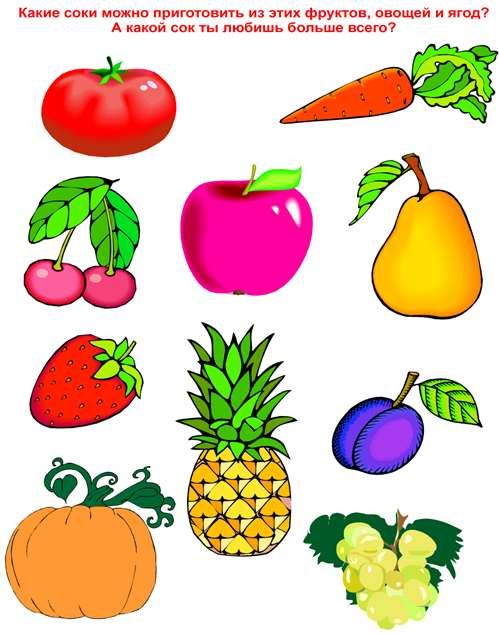 Какие соки можно приготовить из этих фруктов, овощей и ягод?
А какой сок ты любишь больше всего?